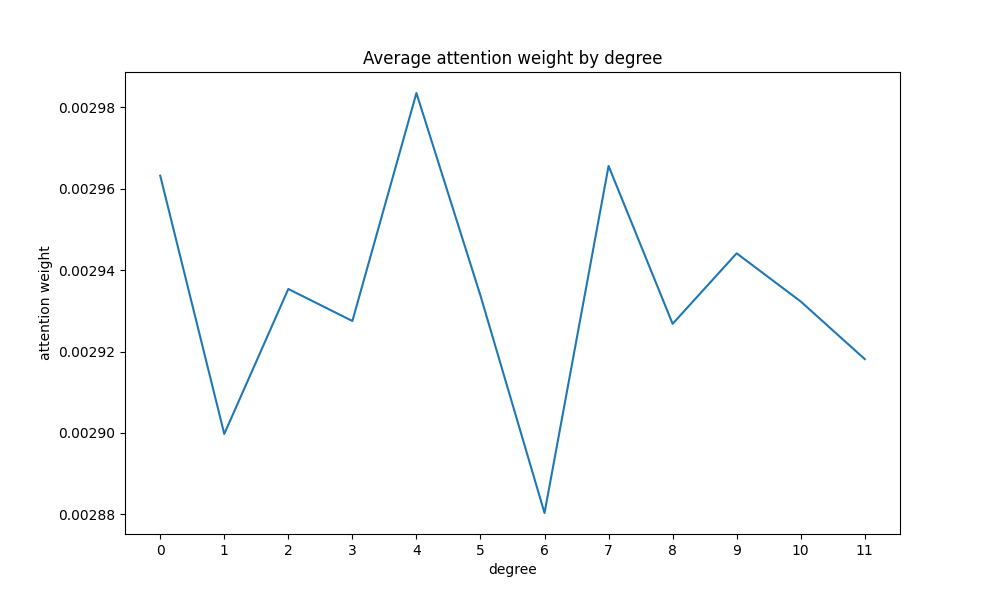 Average attention weight by degree
0.00298
0.00296
0.00294
0.00292
0.00290
0.00288
attention weight
0 1 2 3 4 5 6 7 8 9 10 11
degree